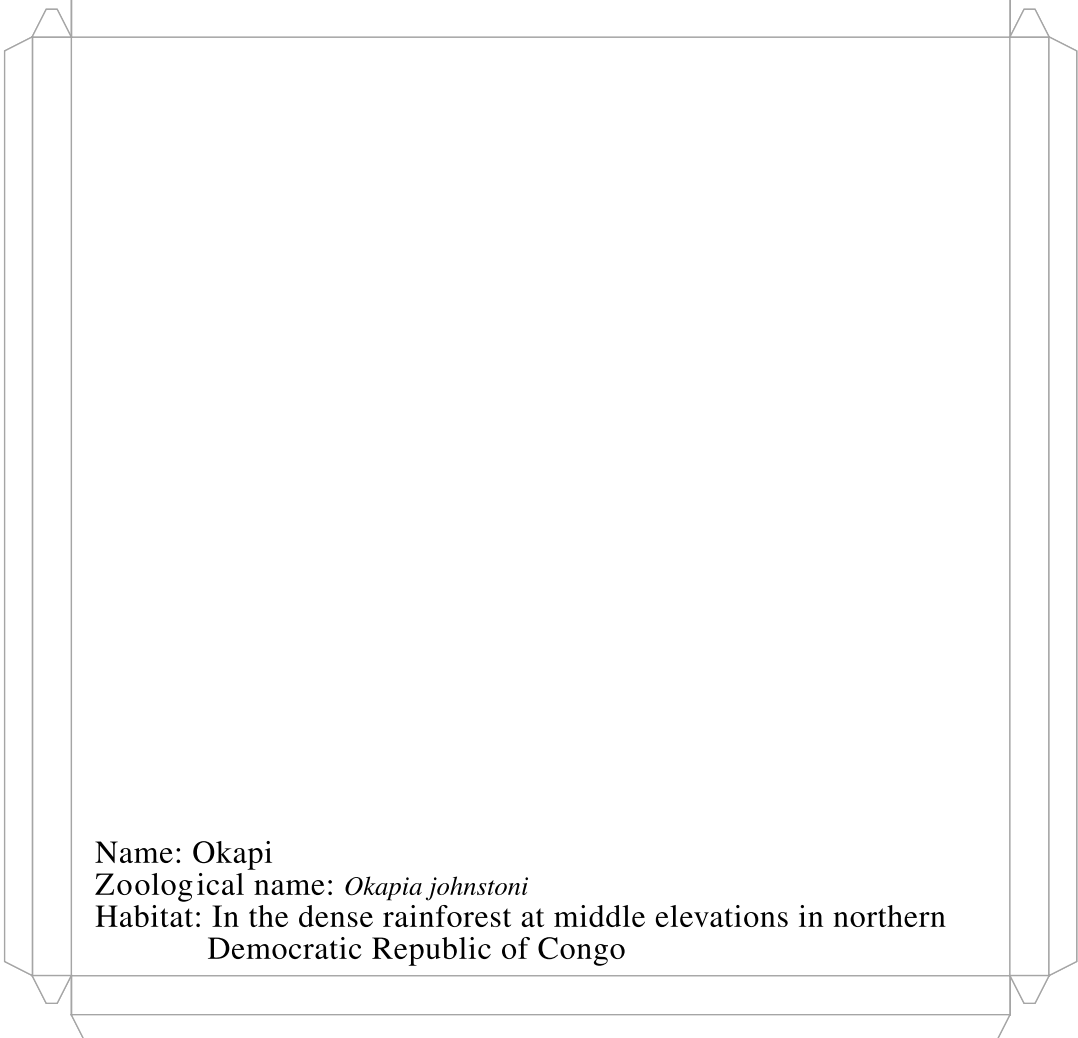 Name: Okapi
Zoological name: Okapia johnstoni
Habitat: In the dense rainforest at middle elevations in northern
Democratic Republic of Congo